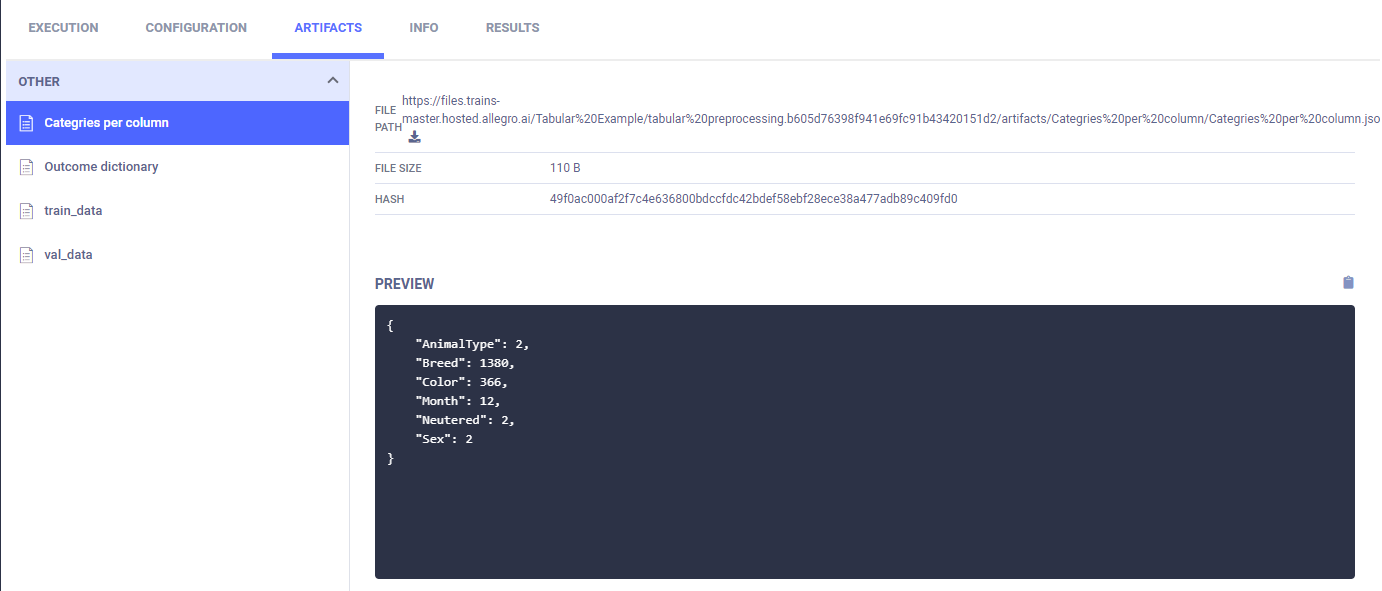 EXECUTION CONFIGURATION ARTIFACTS INFO RESULTS
OTHER
Categries per column
Outcome dictionary
train_data
val_data
FILE PATH
https://files.trains-
master.hosted.allegro.ai/Tabular%20Example/tabular%20preprocessing.b605d76398f941e69fc91b43420151d2/artifacts/Categries%20per%20column/Categries%20per%20column.jso
FILE SIZE 110 B
HASH 49f0ac000af2f7c4e636800bdccfdc42bdef58ebf28ece38a477adb89c409fd0
PREVIEW
{
"AnimalType": 2,
"Breed": 1380,
"Color": 366,
"Month": 12,
"Neutered": 2,
"Sex": 2
}